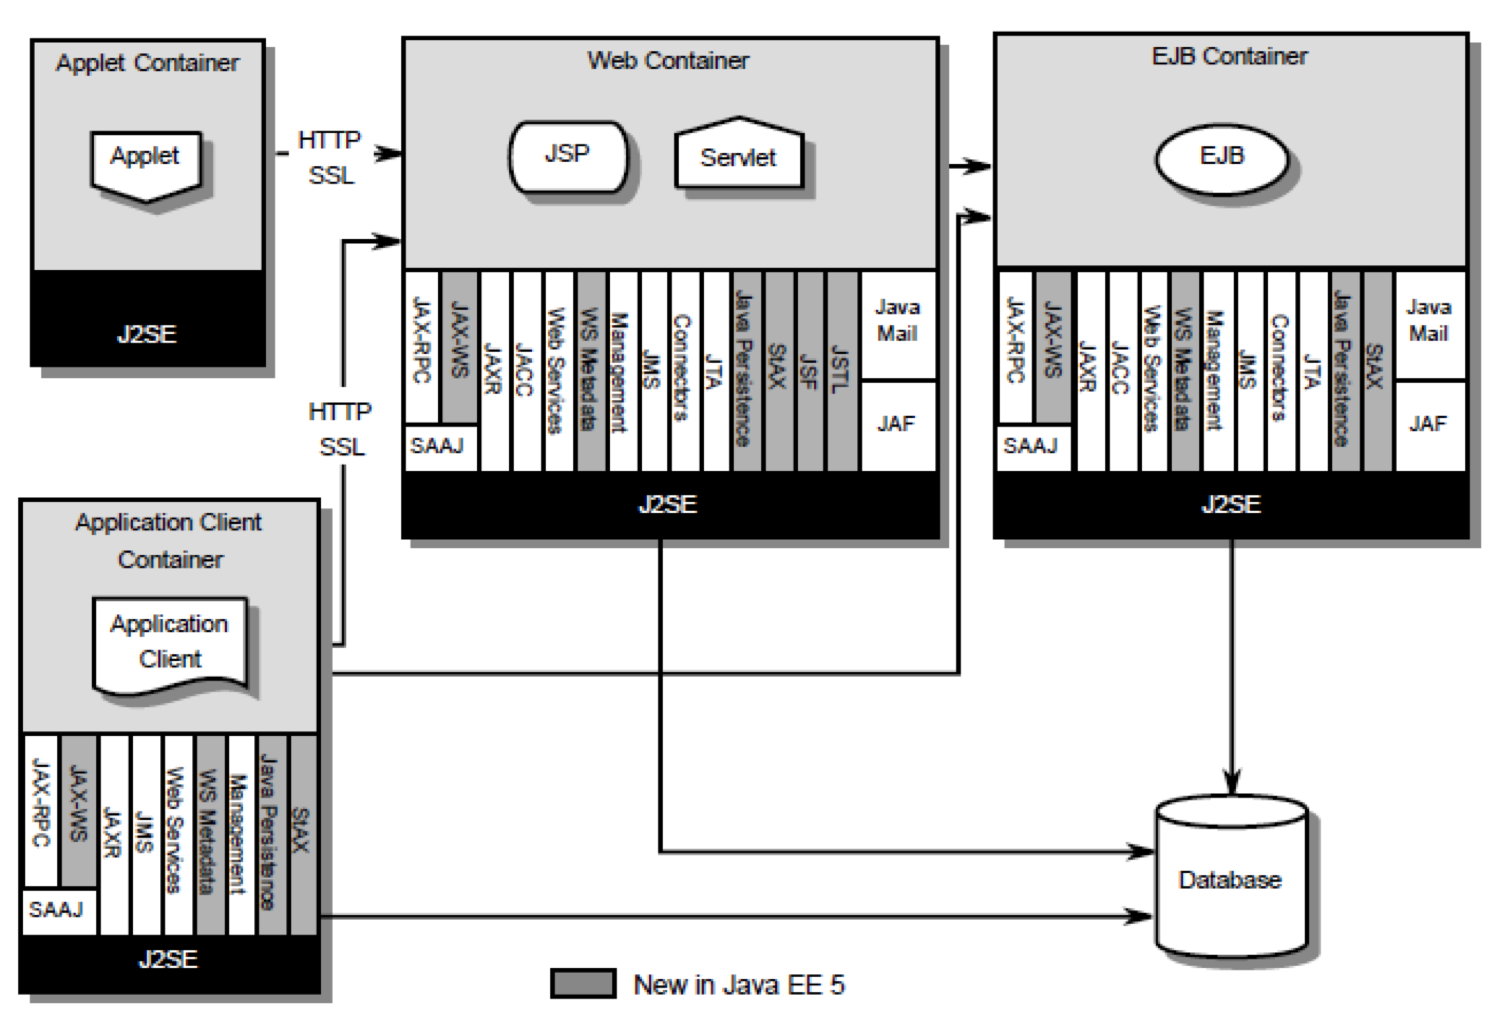 Applet Container
Applet
J2SE
HTTP
SSL
Web Container
JSP
Servlet
JAX-RPC
JAX-WS
SAAJ
JAXR
JACC
Web Services
WS Metadata
Management
JMS
Connectors
JTA
Java Persistence
StAX
JSF
JSTL
Java
Mail
JAF
J2SE
EJB Container
EJB
JAX-RPC
JAX-WS
SAAJ
JAXR
JACC
Web Services
WS Metadata
Management
JMS
Connectors
JTA
Java Persistence
StAX
Java
Mail
JAF
J2SE
HTTP
SSL
Application Client
Container
Application
Client
JAX-RPC
JAX-WS
SAAJ
JAXR
JMS
Web Services
WS Metadata
Management
Java Persistence
StAX
J2SE
Database
New in Java EE 5